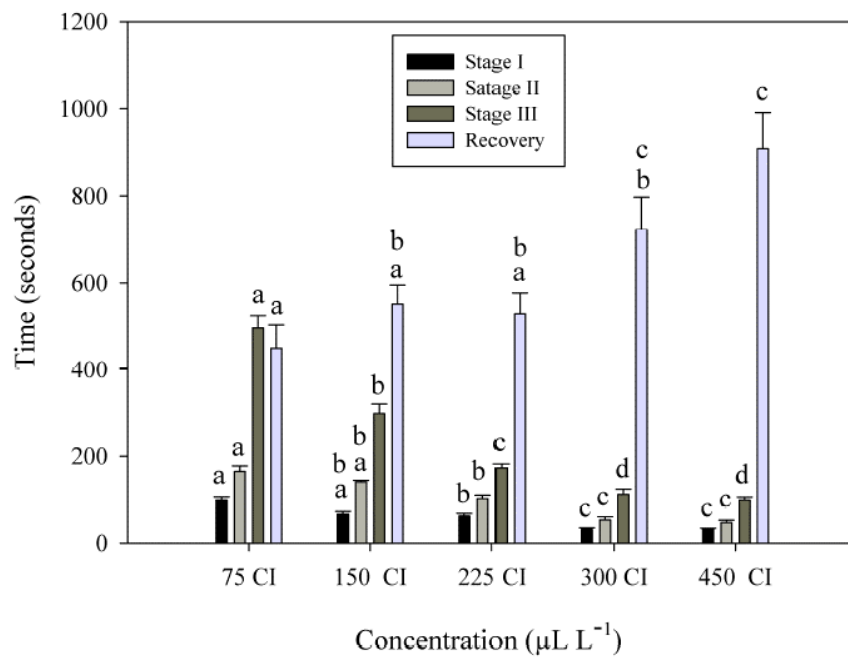 1200
1000
800
600
400
200
0
Time (seconds)
Stage I
Satage II
Stage III
Recovery
a a a a
b a b a b b a
b b c b a
c c d c b
c c d c
75 CI 150 CI 225 CI 300 CI 450 CI
Concentration (µL L⁻¹)